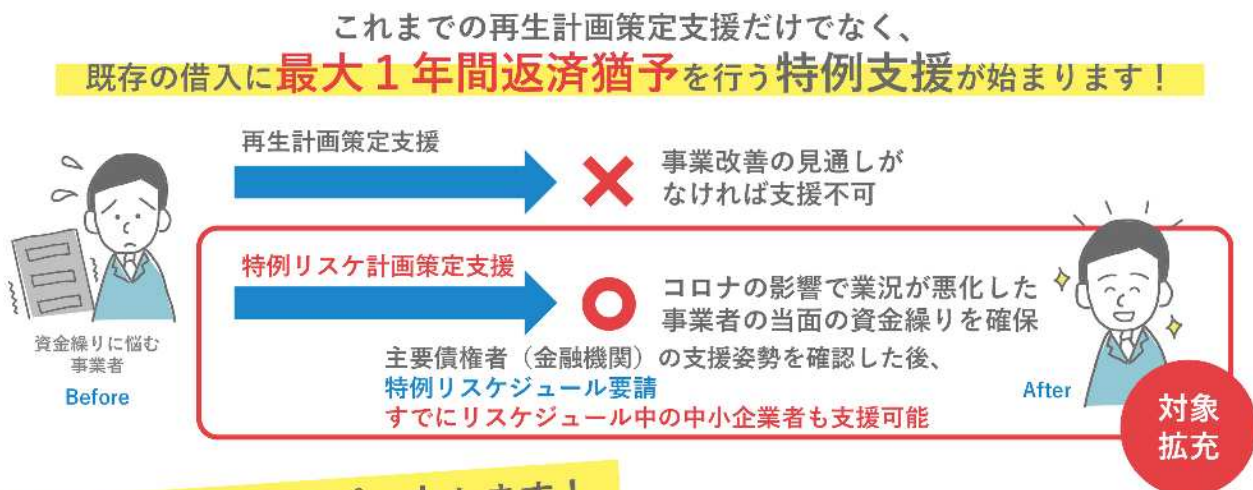 これまでの再生計画策定支援だけでなく、
既存の借入に最大１年間返済猶予を行う特例支援が始まります！
再生計画策定支援
事業改善の見通しが
なければ支援不可
特例リスケ計画策定支援
コロナの影響で業況が悪化した
事業者の当面の資金繰りを確保
資金繰りに悩む
事業者
Before
主要債権者（金融機関）の支援姿勢を確認した後、
特例リスケジュール要請
すでにリスケジュール中の中小企業者も支援可能
After
対象
拡充